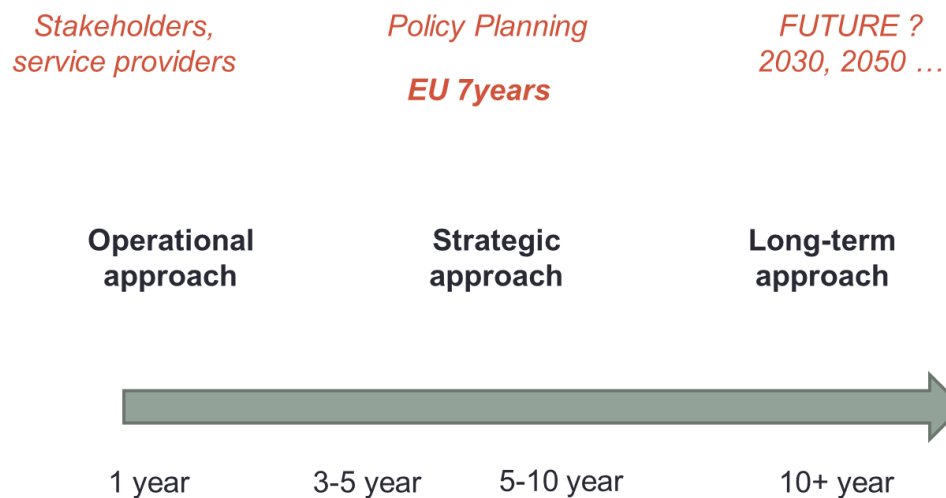 Stakeholders,
service providers
Policy Planning
EU 7years
FUTURE ?
2030, 2050 ...
Operational
approach
Strategic
approach
Long-term
approach
1 year
3-5 year
5-10 year
10+ year